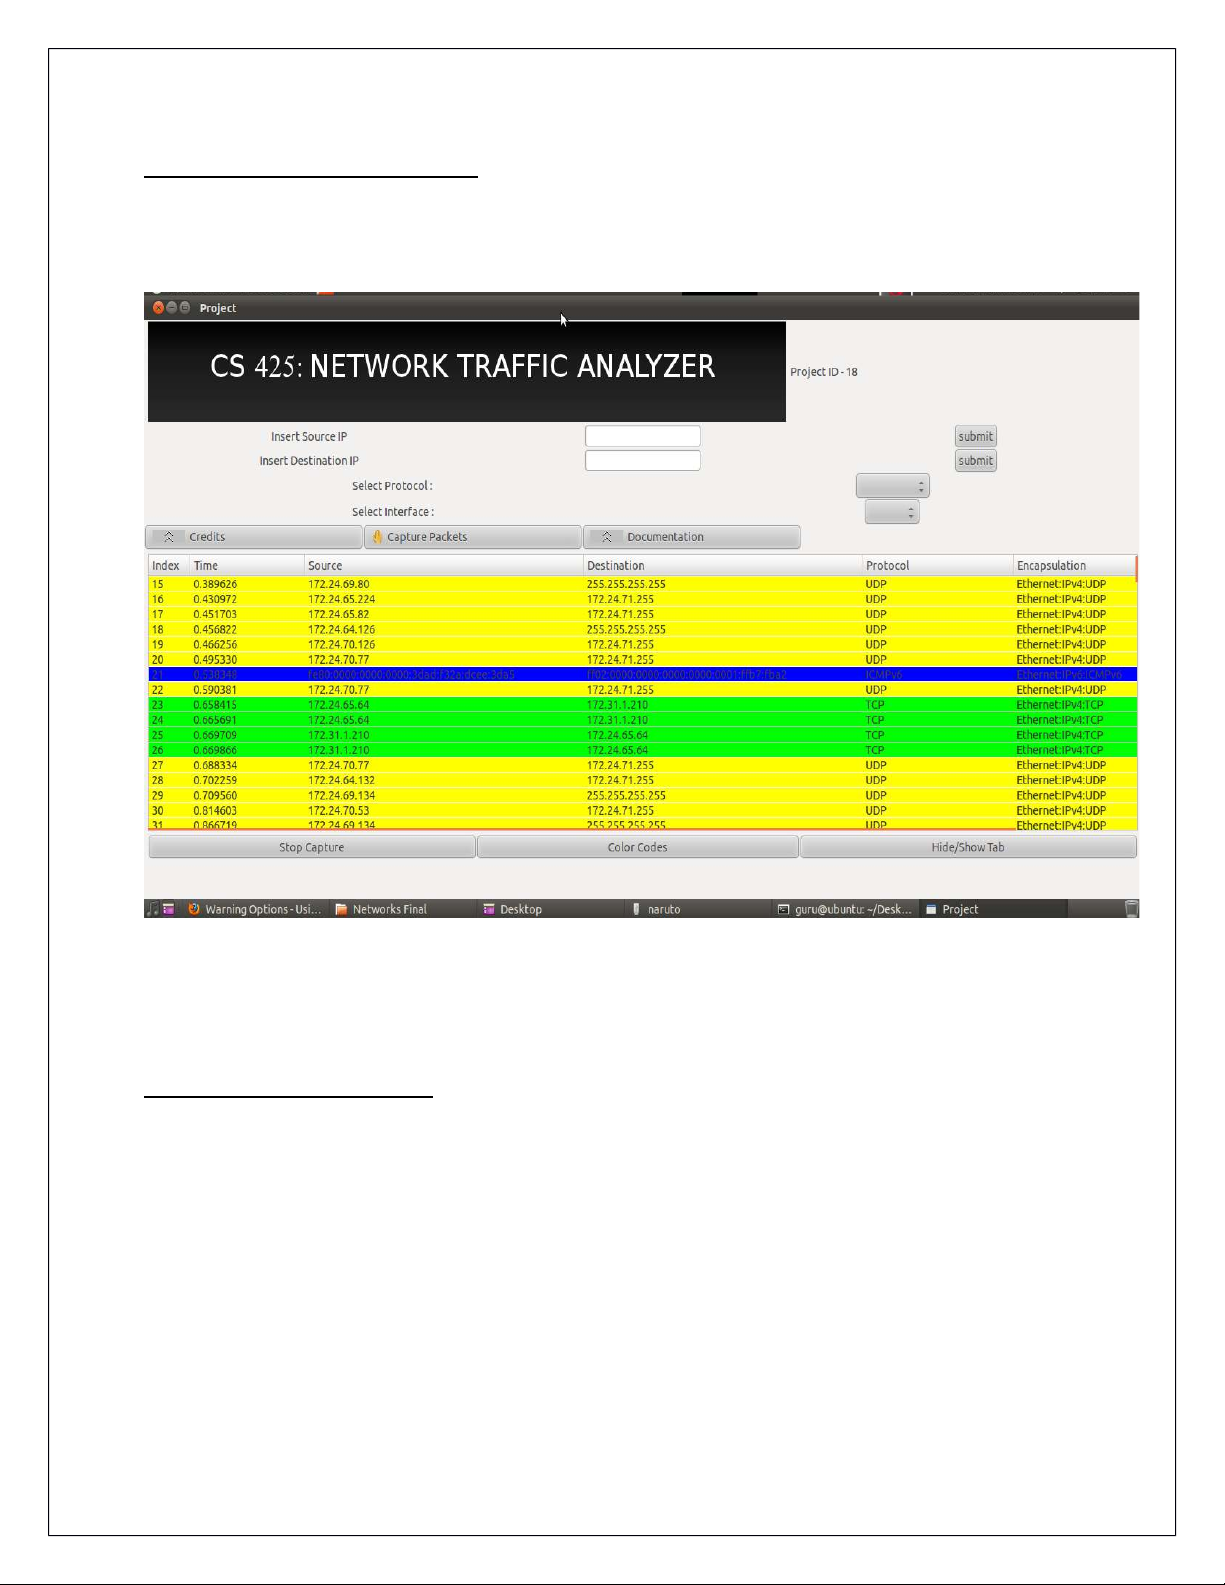 Project
CS 425: NETWORK TRAFFIC ANALYZER
Project ID - 18
Insert Source IP
submit
Insert Destination IP
submit
Select Protocol :
Select Interface :
Credits
Capture Packets
Documentation
Index Time Source Destination Protocol Encapsulation
15 0.389626 172.24.69.80 255.255.255.255 UDP Ethernet:IPv4:UDP
16 0.430972 172.24.65.224 172.24.71.255 UDP Ethernet:IPv4:UDP
17 0.451703 172.24.65.82 172.24.71.255 UDP Ethernet:IPv4:UDP
18 0.456822 172.24.64.126 255.255.255.255 UDP Ethernet:IPv4:UDP
19 0.466256 172.24.70.126 172.24.71.255 UDP Ethernet:IPv4:UDP
20 0.495330 172.24.70.77 172.24.71.255 UDP Ethernet:IPv4:UDP
21 0.538348 ICMPv6 Ethernet:IPv6:ICMPv6
22 0.590381 172.24.70.77 172.24.71.255 UDP Ethernet:IPv4:UDP
23 0.658415 172.24.65.64 172.31.1.210 TCP Ethernet:IPv4:TCP
24 0.665691 172.24.65.64 172.31.1.210 TCP Ethernet:IPv4:TCP
25 0.669709 172.31.1.210 172.24.65.64 TCP Ethernet:IPv4:TCP
26 0.669866 172.31.1.210 172.24.65.64 TCP Ethernet:IPv4:TCP
27 0.688334 172.24.70.77 172.24.71.255 UDP Ethernet:IPv4:UDP
28 0.702259 172.24.64.132 172.24.71.255 UDP Ethernet:IPv4:UDP
29 0.709560 172.24.69.134 255.255.255.255 UDP Ethernet:IPv4:UDP
30 0.814603 172.24.70.53 172.24.71.255 UDP Ethernet:IPv4:UDP
31 0.866719 172.24.69.134 255.255.255.255 UDP Ethernet:IPv4:UDP
Stop Capture
Color Codes
Hide/Show Tab
Warning Options - Usi...
Networks Final
Desktop
naruto
guru@ubuntu: ~/Desk...
Project